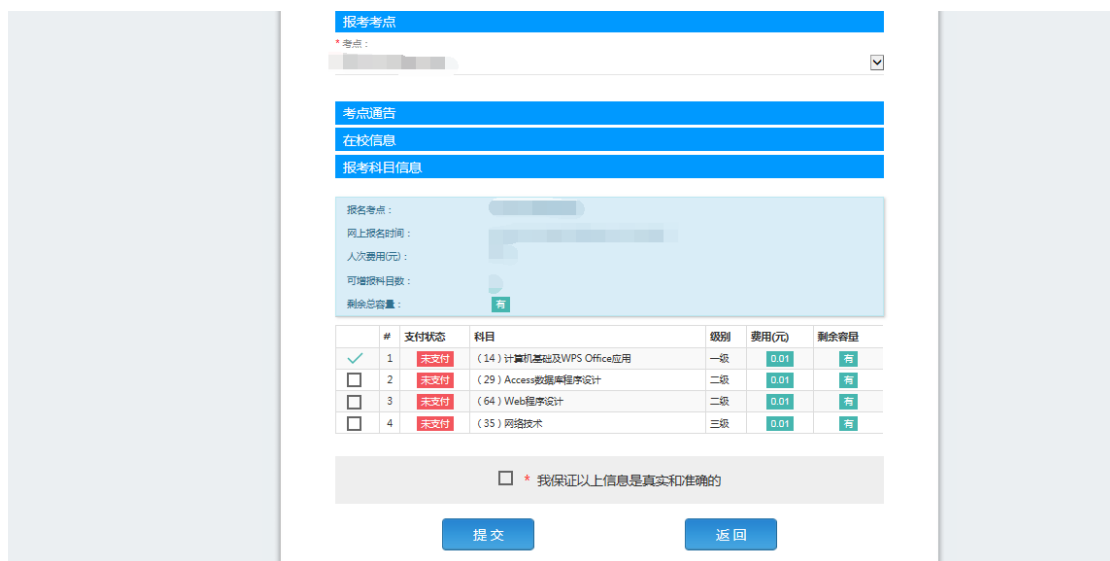 报考考点
* 考点：
考点通告
在校信息
报考科目信息
报名考点：
网上报名时间：
人次费用(元)：
可增报科目数：
剩余总容量： 有
# 支付状态 科目 级别 费用(元) 剩余容量
1 未支付 （14）计算机基础及WPS Office应用 一级 0.01 有
2 未支付 （29）Access数据库程序设计 二级 0.01 有
3 未支付 （64）Web程序设计 二级 0.01 有
4 未支付 （35）网络技术 三级 0.01 有
* 我保证以上信息是真实和准确的
提交 返回